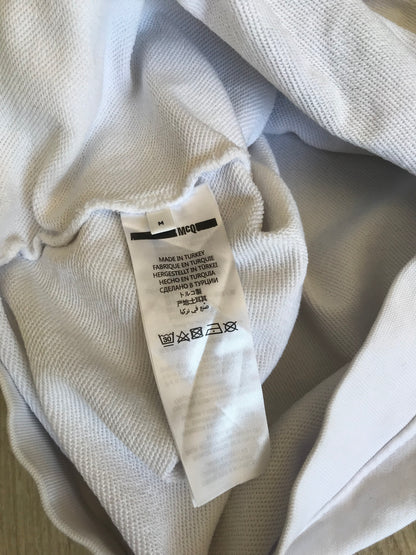 M
McQ
MADE IN TURKEY
FABRIQUE EN TURQUIE
HERGESTELLT IN TÜRKEI
HECHO EN TURQUIA
СДЕЛАНО В ТУРЦИИ
トルコ製
产地土耳其
صنع في تركيا
30